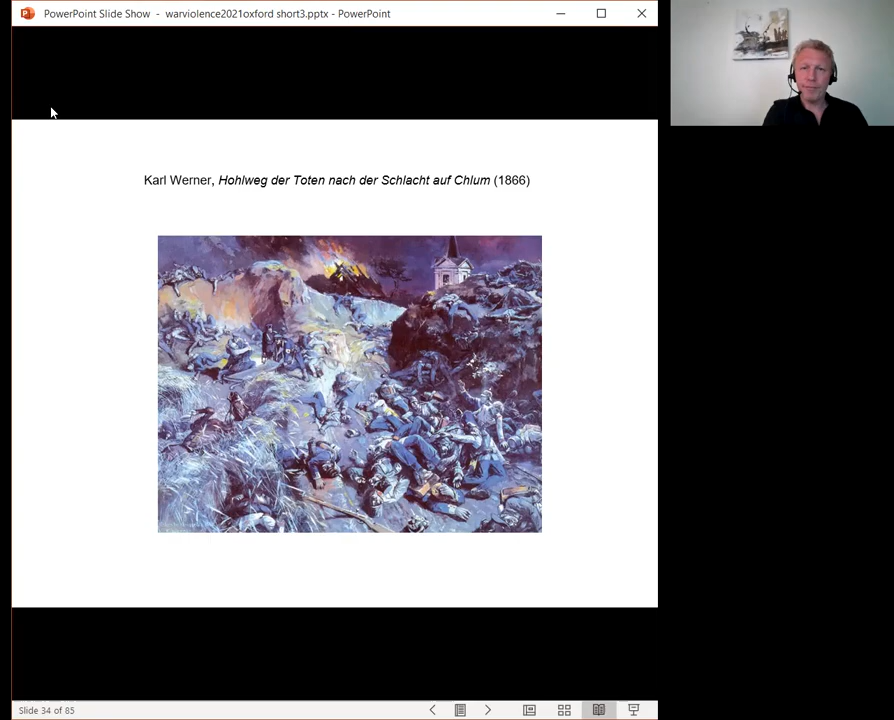 PowerPoint Slide Show - warviolence2021oxford short3.pptx - PowerPoint
Karl Werner, Hohlweg der Toten nach der Schlacht auf Chlum (1866)
Slide 34 of 85